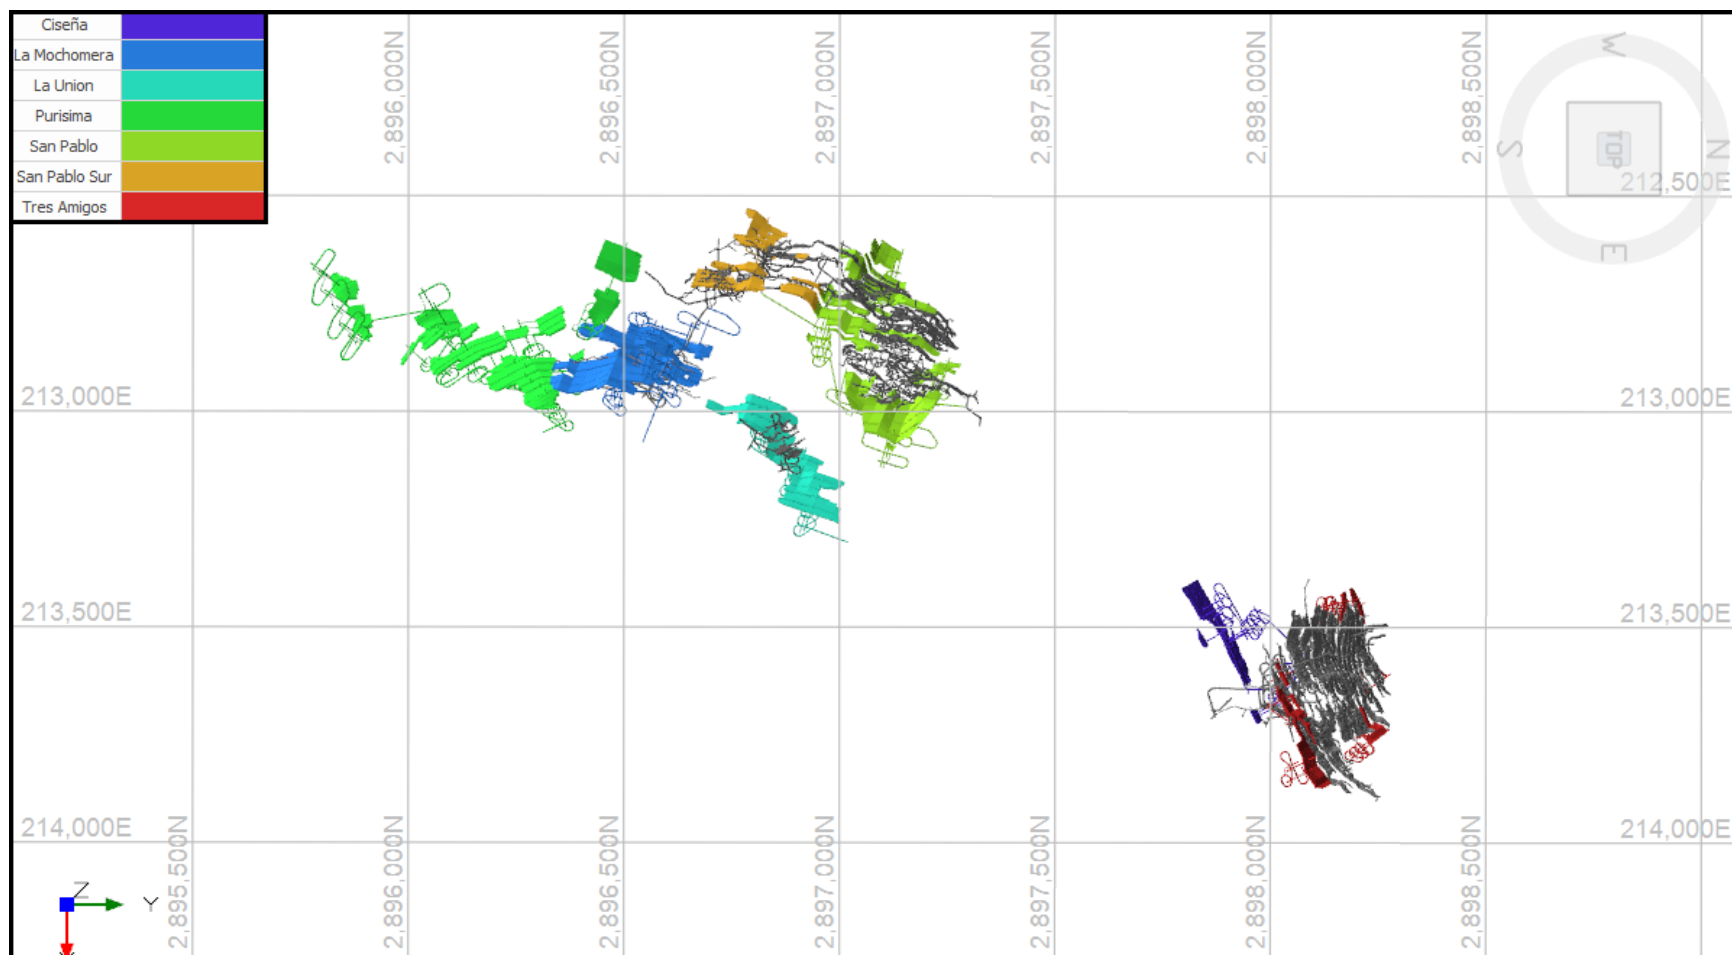 Ciseña
La Mochomera
La Union
Purisima
San Pablo
San Pablo Sur
Tres Amigos
2,896,000N
2,896,500N
2,897,000N
2,897,500N
2,898,000N
2,898,500N
W
S
TOP
N
E
212,500E
213,000E
213,000E
213,500E
213,500E
214,000E
214,000E
2,895,500N
2,896,000N
2,896,500N
2,897,000N
2,897,500N
2,898,000N
2,898,500N
Z
Y